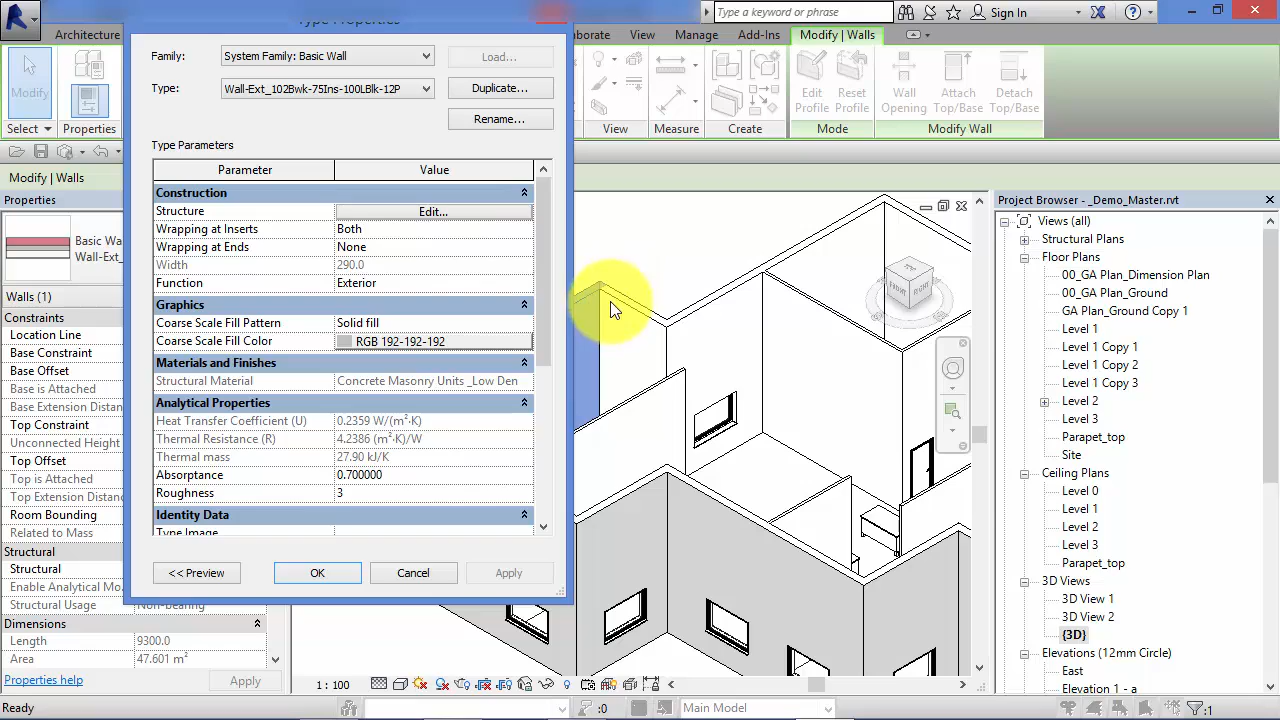 Type Properties
Type a keyword or phrase
Sign In
Architecture
View
Manage
Add-Ins
Modify | Walls
Modify
Select
Properties
View
Measure
Create
Edit Profile
Reset Profile
Mode
Wall Opening
Attach Top/Base
Detach Top/Base
Modify Wall
Modify | Walls
Properties
Basic Wa
Wall-Ext_
Walls (1)
Constraints
Location Line
Base Constraint
Base Offset
Base is Attached
Base Extension Distance
Top Constraint
Unconnected Height
Top Offset
Top is Attached
Top Extension Distance
Room Bounding
Related to Mass
Structural
Structural
Enable Analytical Mo...
Structural Usage
Non-bearing
Dimensions
Length 9300.0
Area 47.601 m²
Properties help
Apply
Family: System Family: Basic Wall
Load...
Type: Wall-Ext_102Bwk-75Ins-100LBlk-12P
Duplicate...
Rename...
Type Parameters
Parameter Value
Construction
Structure Edit...
Wrapping at Inserts Both
Wrapping at Ends None
Width 290.0
Function Exterior
Graphics
Coarse Scale Fill Pattern Solid fill
Coarse Scale Fill Color RGB 192-192-192
Materials and Finishes
Structural Material Concrete Masonry Units _Low Den
Analytical Properties
Heat Transfer Coefficient (U) 0.2359 W/(m²·K)
Thermal Resistance (R) 4.2386 (m²·K)/W
Thermal mass 27.90 kJ/K
Absorptance 0.700000
Roughness 3
Identity Data
Type Image
<< Preview
OK
Cancel
Apply
TOP
FRONT
RIGHT
Project Browser - _Demo_Master.rvt
Views (all)
Structural Plans
Floor Plans
00_GA Plan_Dimension Plan
00_GA Plan_Ground
GA Plan_Ground Copy 1
Level 1
Level 1 Copy 1
Level 1 Copy 2
Level 1 Copy 3
Level 2
Level 3
Parapet_top
Site
Ceiling Plans
Level 0
Level 1
Level 2
Level 3
Parapet_top
3D Views
3D View 1
3D View 2
{3D}
Elevations (12mm Circle)
East
Elevation 1 - a
1 : 100
Ready
:0
Main Model
:1